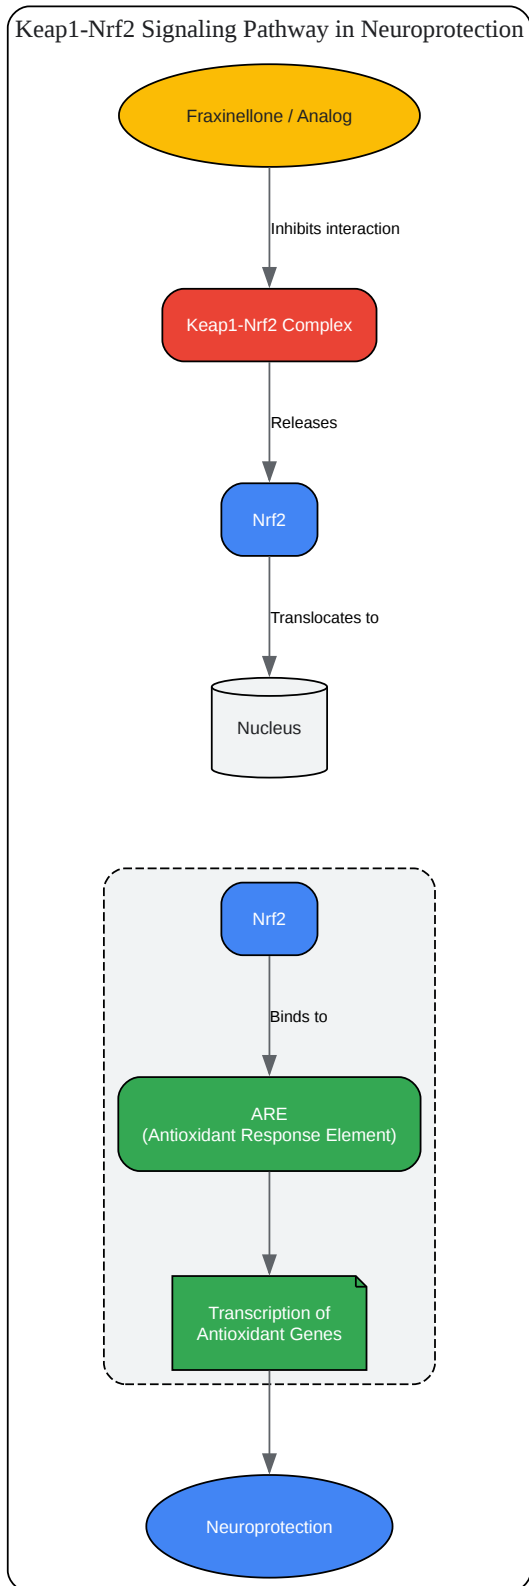 Keap1-Nrf2 Signaling Pathway in Neuroprotection
Fraxinellone / Analog
Inhibits interaction
Keap1-Nrf2 Complex
Releases
Nrf2
Translocates to
Nucleus
Nrf2
Binds to
ARE
(Antioxidant Response Element)
Transcription of
Antioxidant Genes
Neuroprotection